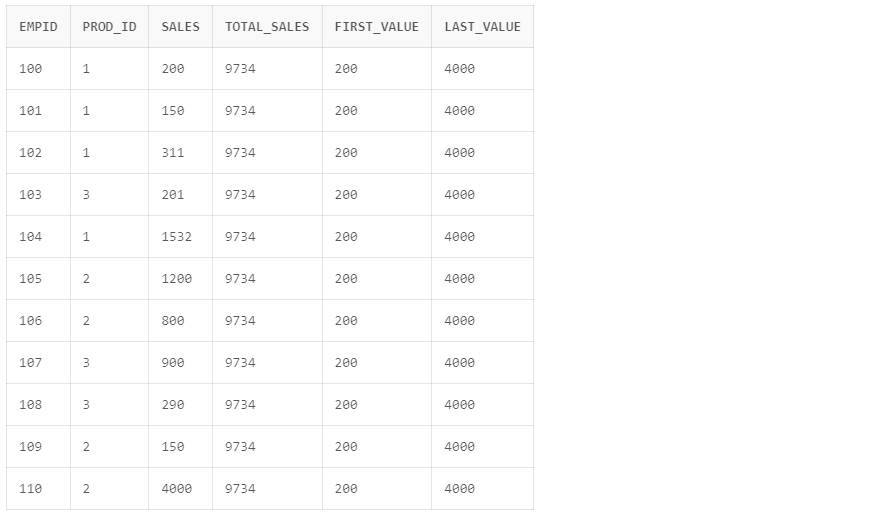 EMPID PROD_ID SALES TOTAL_SALES FIRST_VALUE LAST_VALUE
100 1 200 9734 200 4000
101 1 150 9734 200 4000
102 1 311 9734 200 4000
103 3 201 9734 200 4000
104 1 1532 9734 200 4000
105 2 1200 9734 200 4000
106 2 800 9734 200 4000
107 3 900 9734 200 4000
108 3 290 9734 200 4000
109 2 150 9734 200 4000
110 2 4000 9734 200 4000